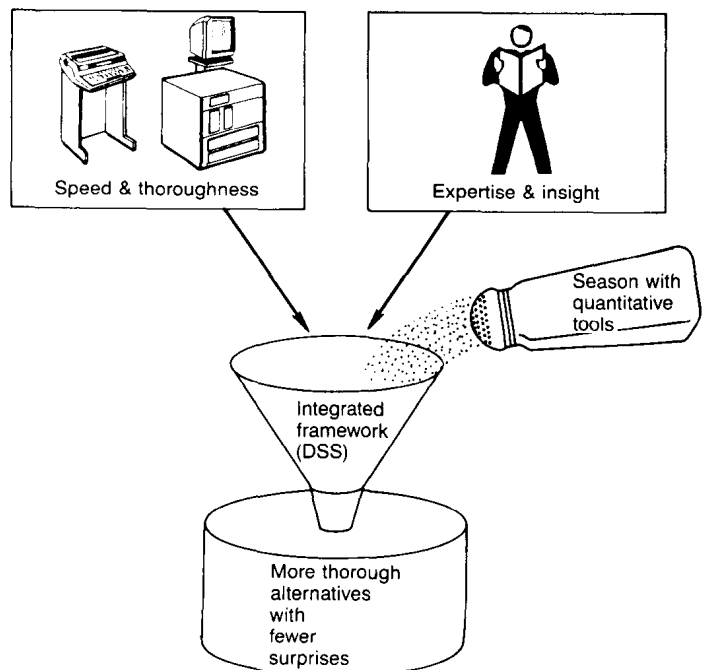 Speed & thoroughness
Expertise & insight
Season with
quantitative
tools
Integrated
framework
(DSS)
More thorough
alternatives
with
fewer
surprises